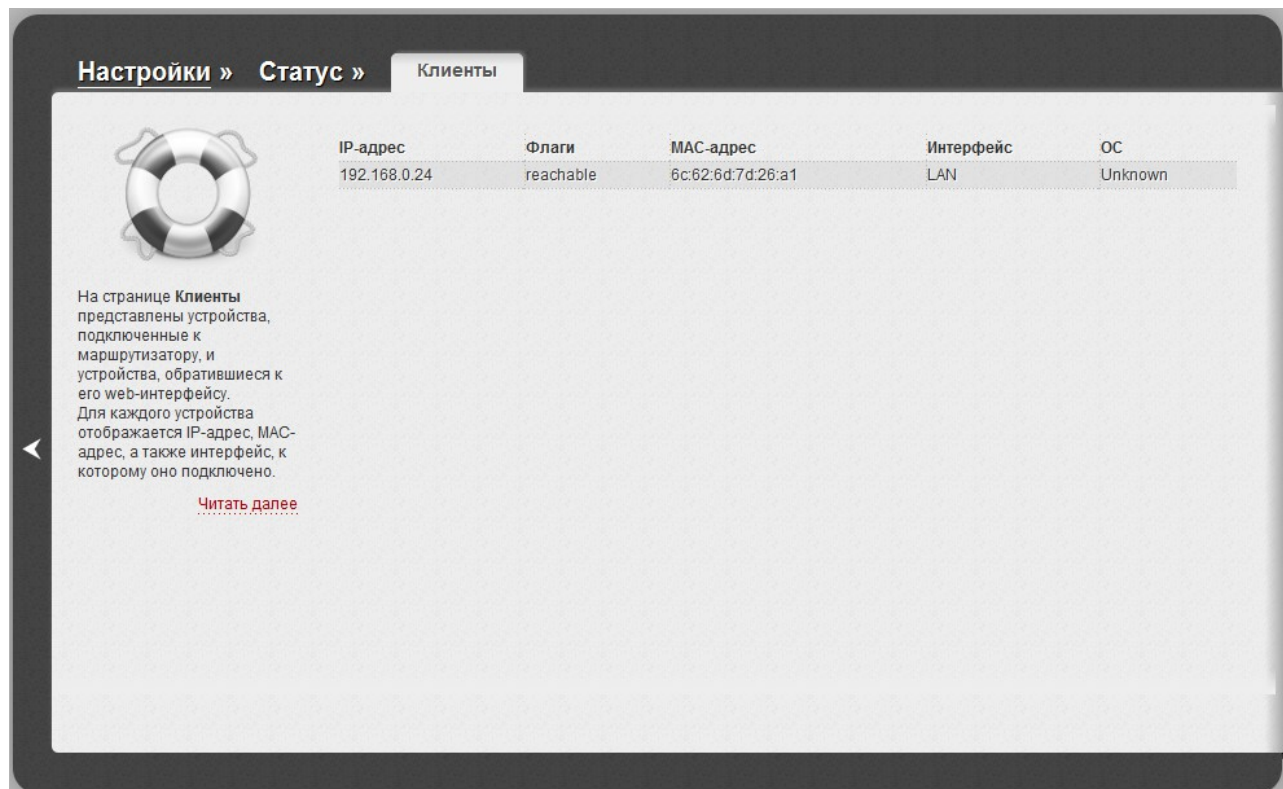 Настройки » Статус » Клиенты
IP-адрес Флаги MAC-адрес Интерфейс ОС
192.168.0.24 reachable 6c:62:6d:7d:26:a1 LAN Unknown
На странице Клиенты
представлены устройства,
подключенные к
маршрутизатору, и
устройства, обратившиеся к
его web-интерфейсу.
Для каждого устройства
отображается IP-адрес, MAC-
адрес, а также интерфейс, к
которому оно подключено.
Читать далее